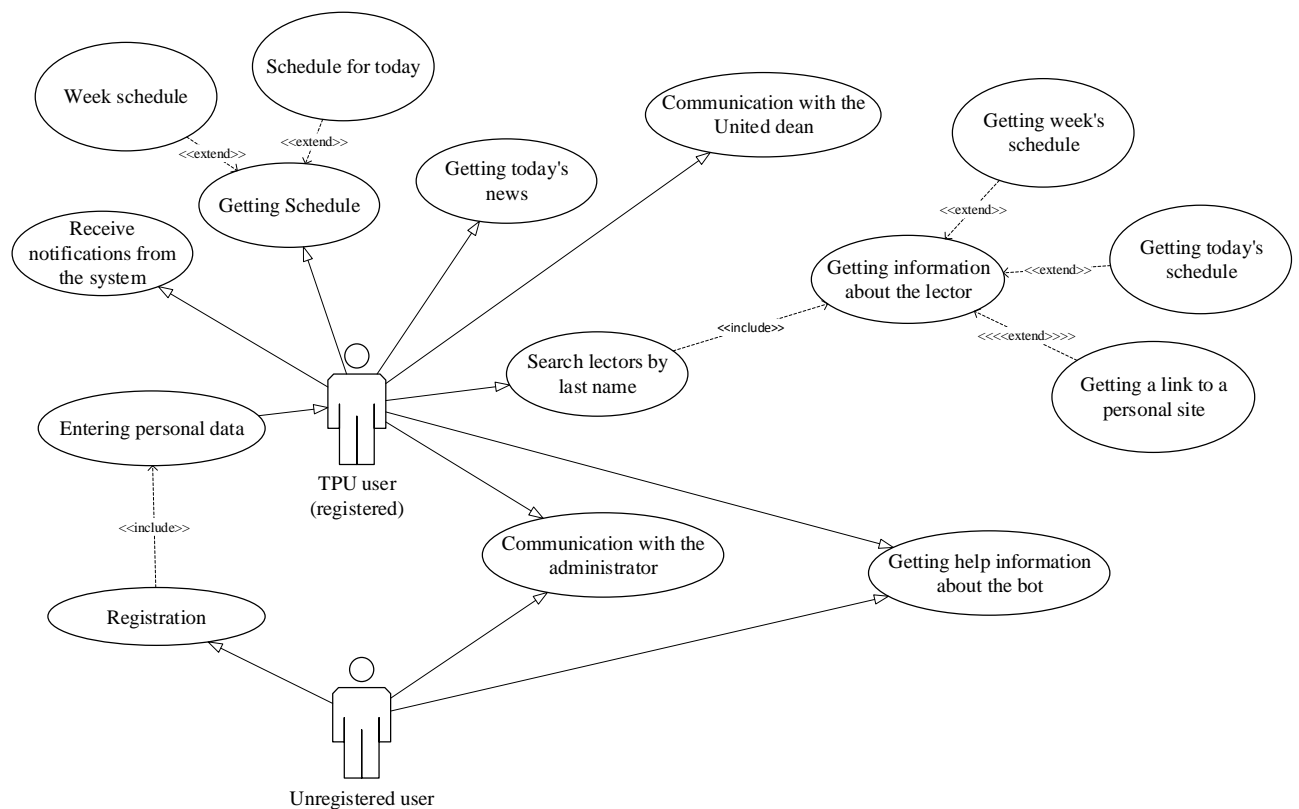 Schedule for today
Week schedule
<<extend>>
<<extend>>
Getting Schedule
Receive
notifications from
the system
Getting today's
news
Communication with the
United dean
Getting week's
schedule
<<extend>>
Getting today's
schedule
<<extend>>
Getting information
about the lector
<<include>>
<<<<extend>>>>
Search lectors by
last name
Getting a link to a
personal site
Entering personal data
TPU user
(registered)
<<include>>
Communication with the
administrator
Getting help information
about the bot
Registration
Unregistered user